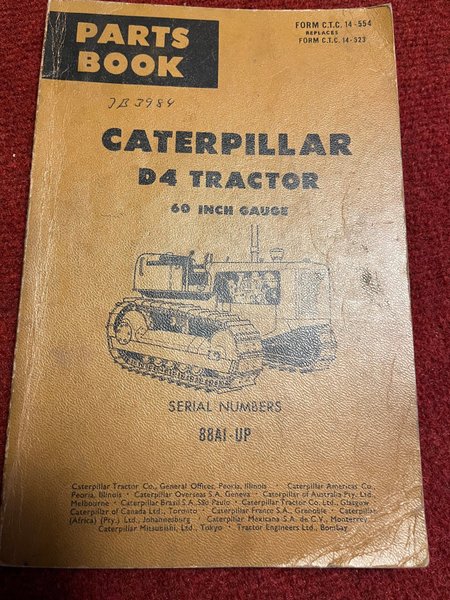 PARTS
BOOK
FORM C.T.C. 14-554
REPLACES
FORM C.T.C. 14-523
JB 3984
CATERPILLAR
D4 TRACTOR
60 INCH GAUGE
SERIAL NUMBERS
88A1-UP
Caterpillar Tractor Co., General Offices, Peoria, Illinois • Caterpillar Americas Co.,
Peoria, Illinois • Caterpillar Overseas S.A. Geneva • Caterpillar of Australia Pty. Ltd.,
Melbourne • Caterpillar Brasil S.A. São Paulo • Caterpillar Tractor Co. Ltd., Glasgow
Caterpillar of Canada Ltd., Toronto • Caterpillar France S.A., Grenoble • Caterpillar
(Africa) (Pty.) Ltd., Johannesburg • Caterpillar Mexicana S.A. de C.V., Monterrey
Caterpillar Mitsubishi, Ltd., Tokyo • Tractor Engineers Ltd., Bombay